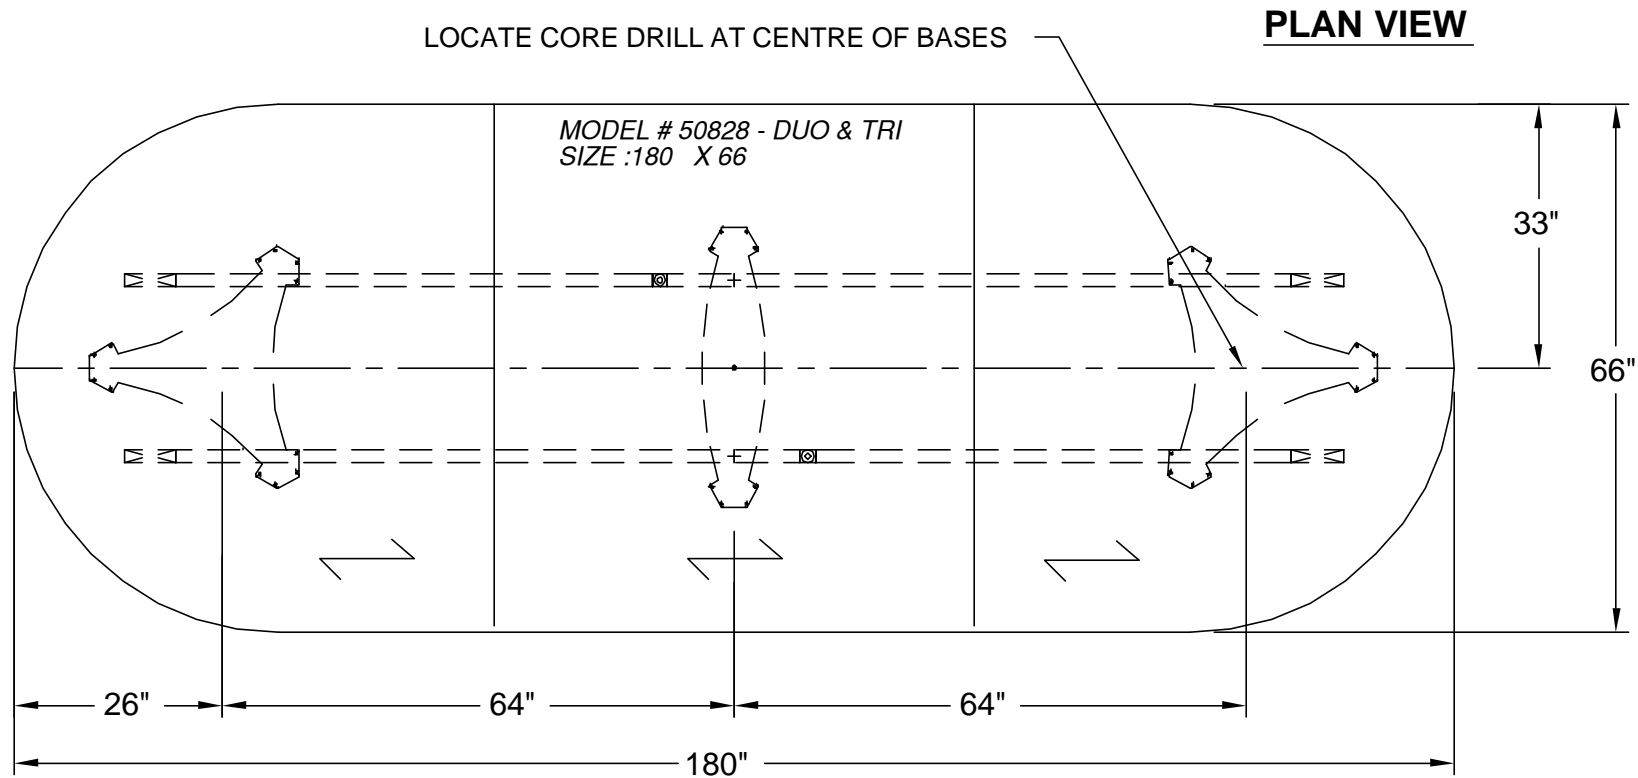 PLAN VIEW
LOCATE CORE DRILL AT CENTRE OF BASES
MODEL # 50828 - DUO & TRI
SIZE :180 X 66
33"
66"
26"
64"
64"
180"